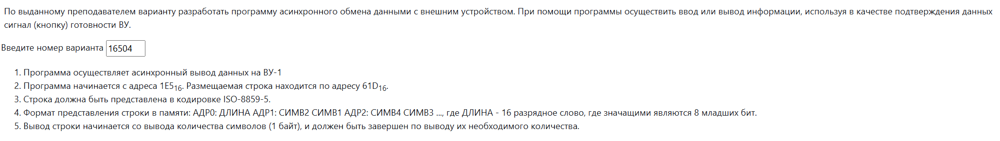 По выданному преподавателем варианту разработать программу асинхронного обмена данными с внешним устройством. При помощи программы осуществить ввод или вывод информации, используя в качестве подтверждения данных
сигнал (кнопку) готовности ВУ.
Введите номер варианта 16504
1. Программа осуществляет асинхронный вывод данных на ВУ-1
2. Программа начинается с адреса 1E5₁₆. Размещаемая строка находится по адресу 61D₁₆.
3. Строка должна быть представлена в кодировке ISO-8859-5.
4. Формат представления строки в памяти: АДР0: ДЛИНА АДР1: СИМВ2 СИМВ1 АДР2: СИМВ4 СИМВ3 ..., где ДЛИНА - 16 разрядное слово, где значащими являются 8 младших бит.
5. Вывод строки начинается со вывода количества символов (1 байт), и должен быть завершен по выводу их необходимого количества.